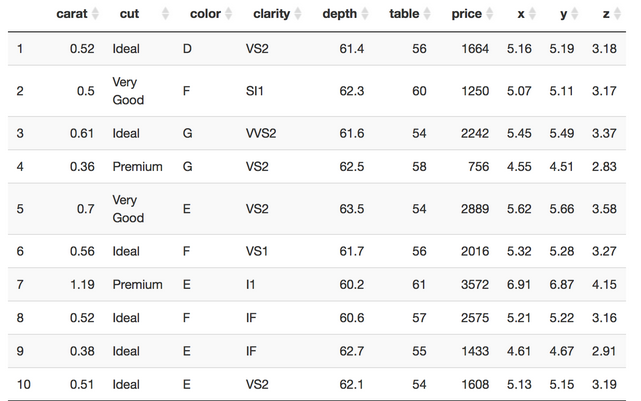 carat cut color clarity depth table price x y z
1 0.52 Ideal D VS2 61.4 56 1664 5.16 5.19 3.18
2 0.5 Very Good F SI1 62.3 60 1250 5.07 5.11 3.17
3 0.61 Ideal G VVS2 61.6 54 2242 5.45 5.49 3.37
4 0.36 Premium G VS2 62.5 58 756 4.55 4.51 2.83
5 0.7 Very Good E VS2 63.5 54 2889 5.62 5.66 3.58
6 0.56 Ideal F VS1 61.7 56 2016 5.32 5.28 3.27
7 1.19 Premium E I1 60.2 61 3572 6.91 6.87 4.15
8 0.52 Ideal F IF 60.6 57 2575 5.21 5.22 3.16
9 0.38 Ideal E IF 62.7 55 1433 4.61 4.67 2.91
10 0.51 Ideal E VS2 62.1 54 1608 5.13 5.15 3.19